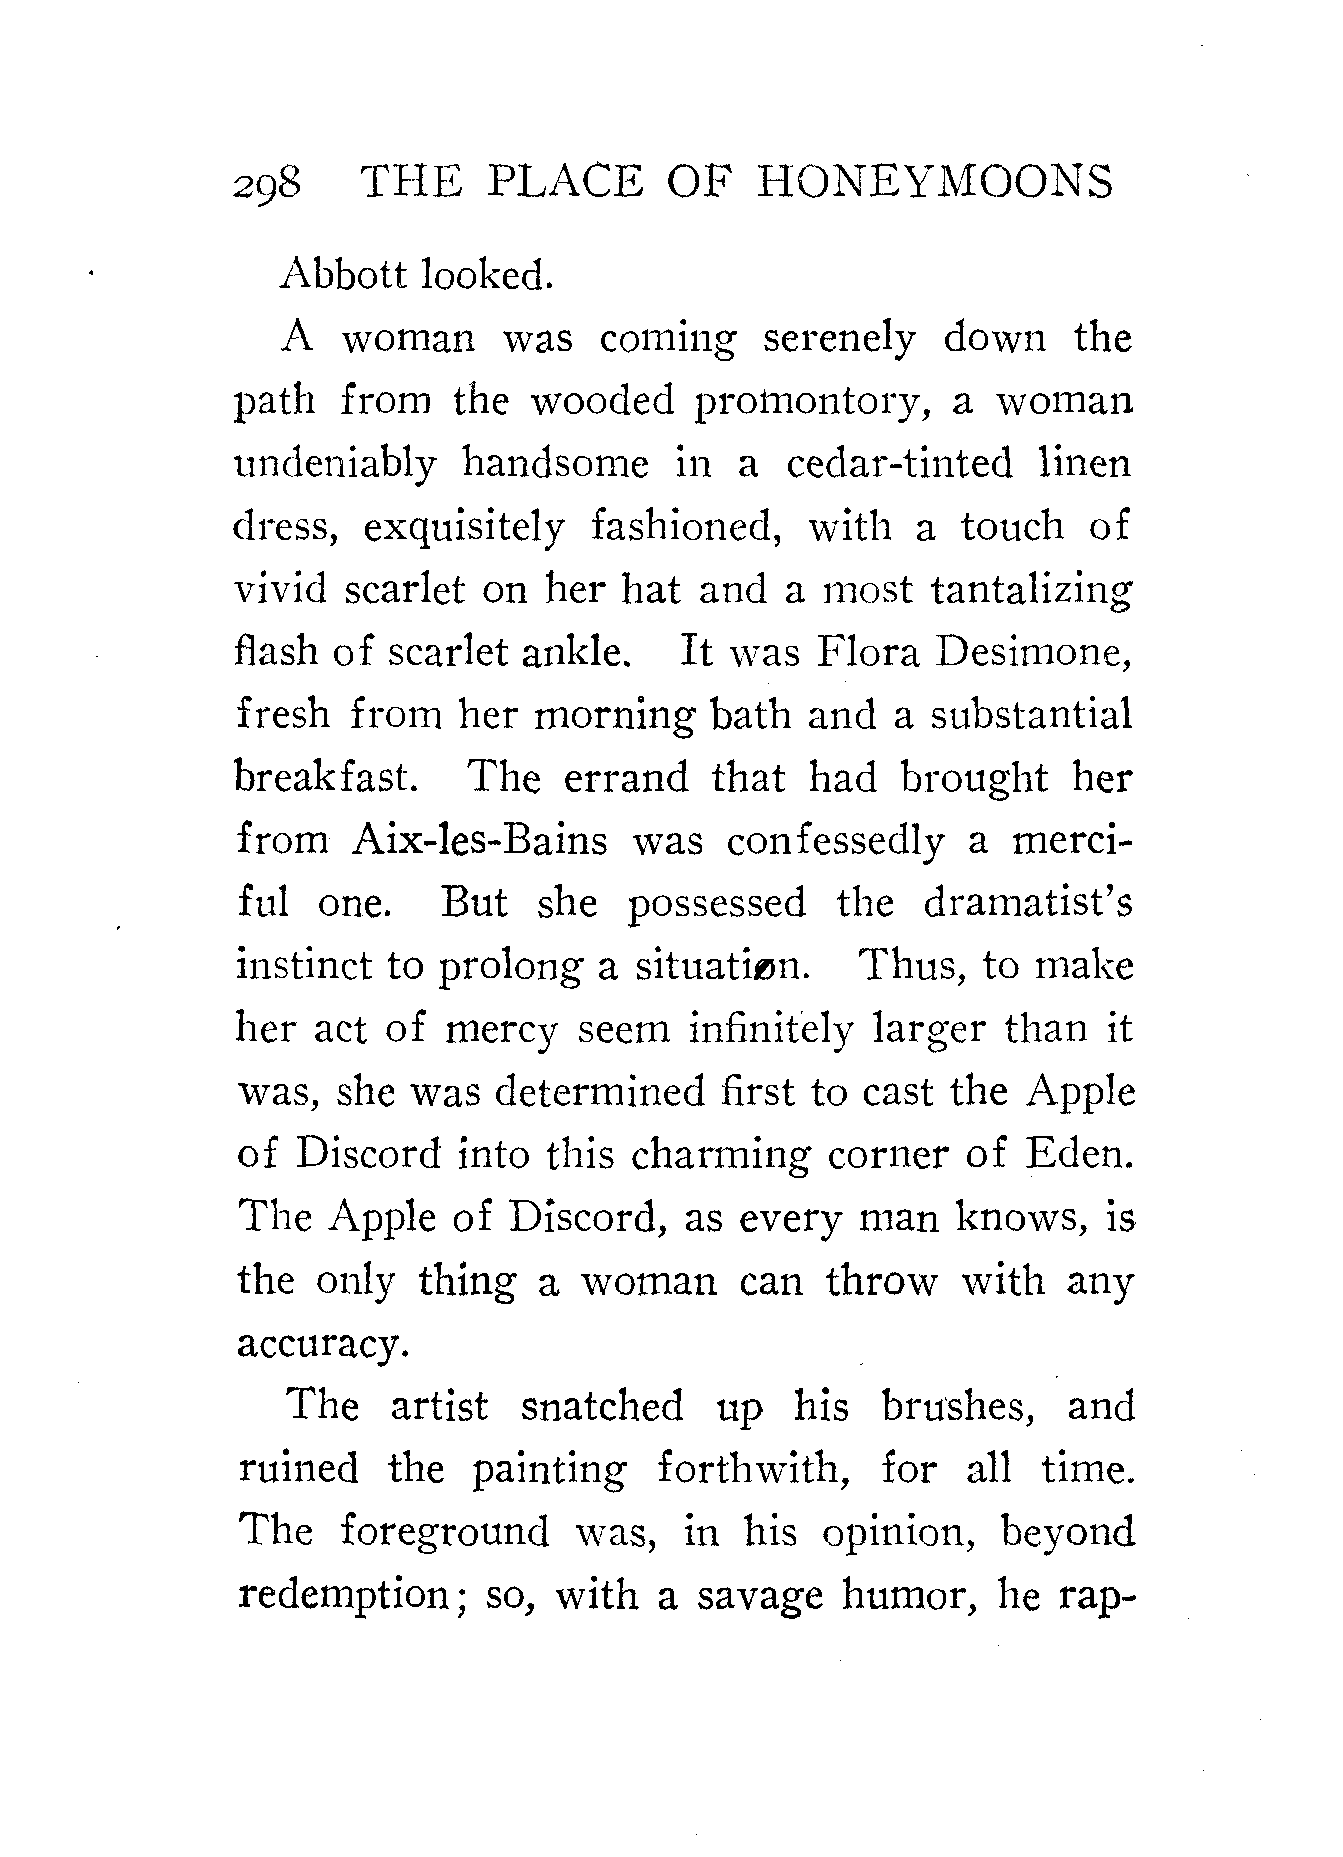 298 THE PLACE OF HONEYMOONS
Abbott looked.
A woman was coming serenely down the
path from the wooded promontory, a woman
undeniably handsome in a cedar-tinted linen
dress, exquisitely fashioned, with a touch of
vivid scarlet on her hat and a most tantalizing
flash of scarlet ankle. It was Flora Desimone,
fresh from her morning bath and a substantial
breakfast. The errand that had brought her
from Aix-les-Bains was confessedly a merci-
ful one. But she possessed the dramatist's
instinct to prolong a situation. Thus, to make
her act of mercy seem infinitely larger than it
was, she was determined first to cast the Apple
of Discord into this charming corner of Eden.
The Apple of Discord, as every man knows, is
the only thing a woman can throw with any
accuracy.
The artist snatched up his brushes, and
ruined the painting forthwith, for all time.
The foreground was, in his opinion, beyond
redemption; so, with a savage humor, he rap-